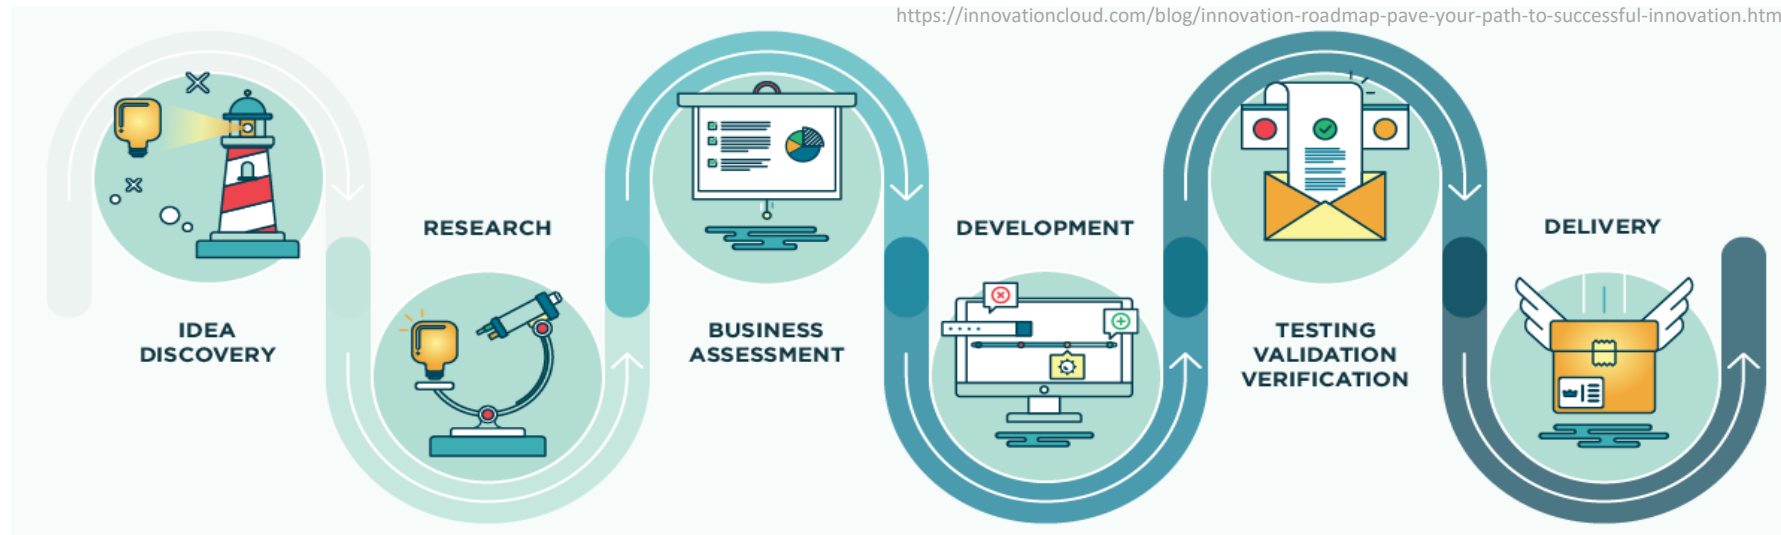 https://innovationcloud.com/blog/innovation-roadmap-pave-your-path-to-successful-innovation.htm
IDEA
DISCOVERY
RESEARCH
BUSINESS
ASSESSMENT
DEVELOPMENT
TESTING
VALIDATION
VERIFICATION
DELIVERY